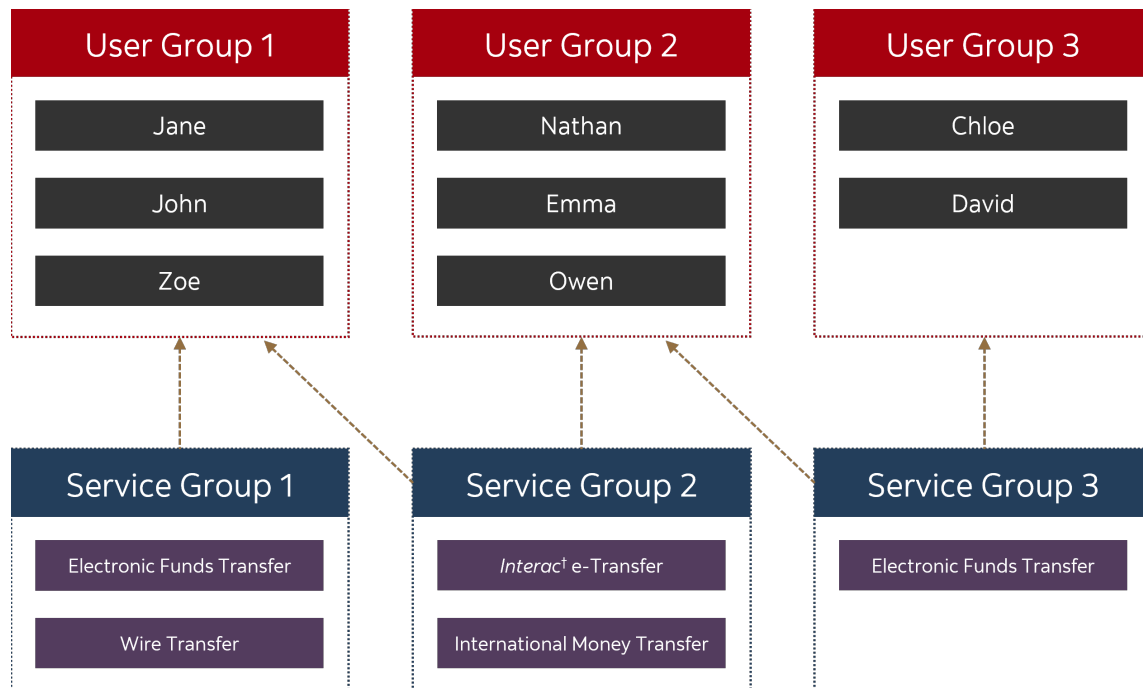 User Group 1
User Group 2
User Group 3
Jane
Nathan
Chloe
John
Emma
David
Zoe
Owen
Service Group 1
Service Group 2
Service Group 3
Electronic Funds Transfer
Interac† e-Transfer
Electronic Funds Transfer
Wire Transfer
International Money Transfer